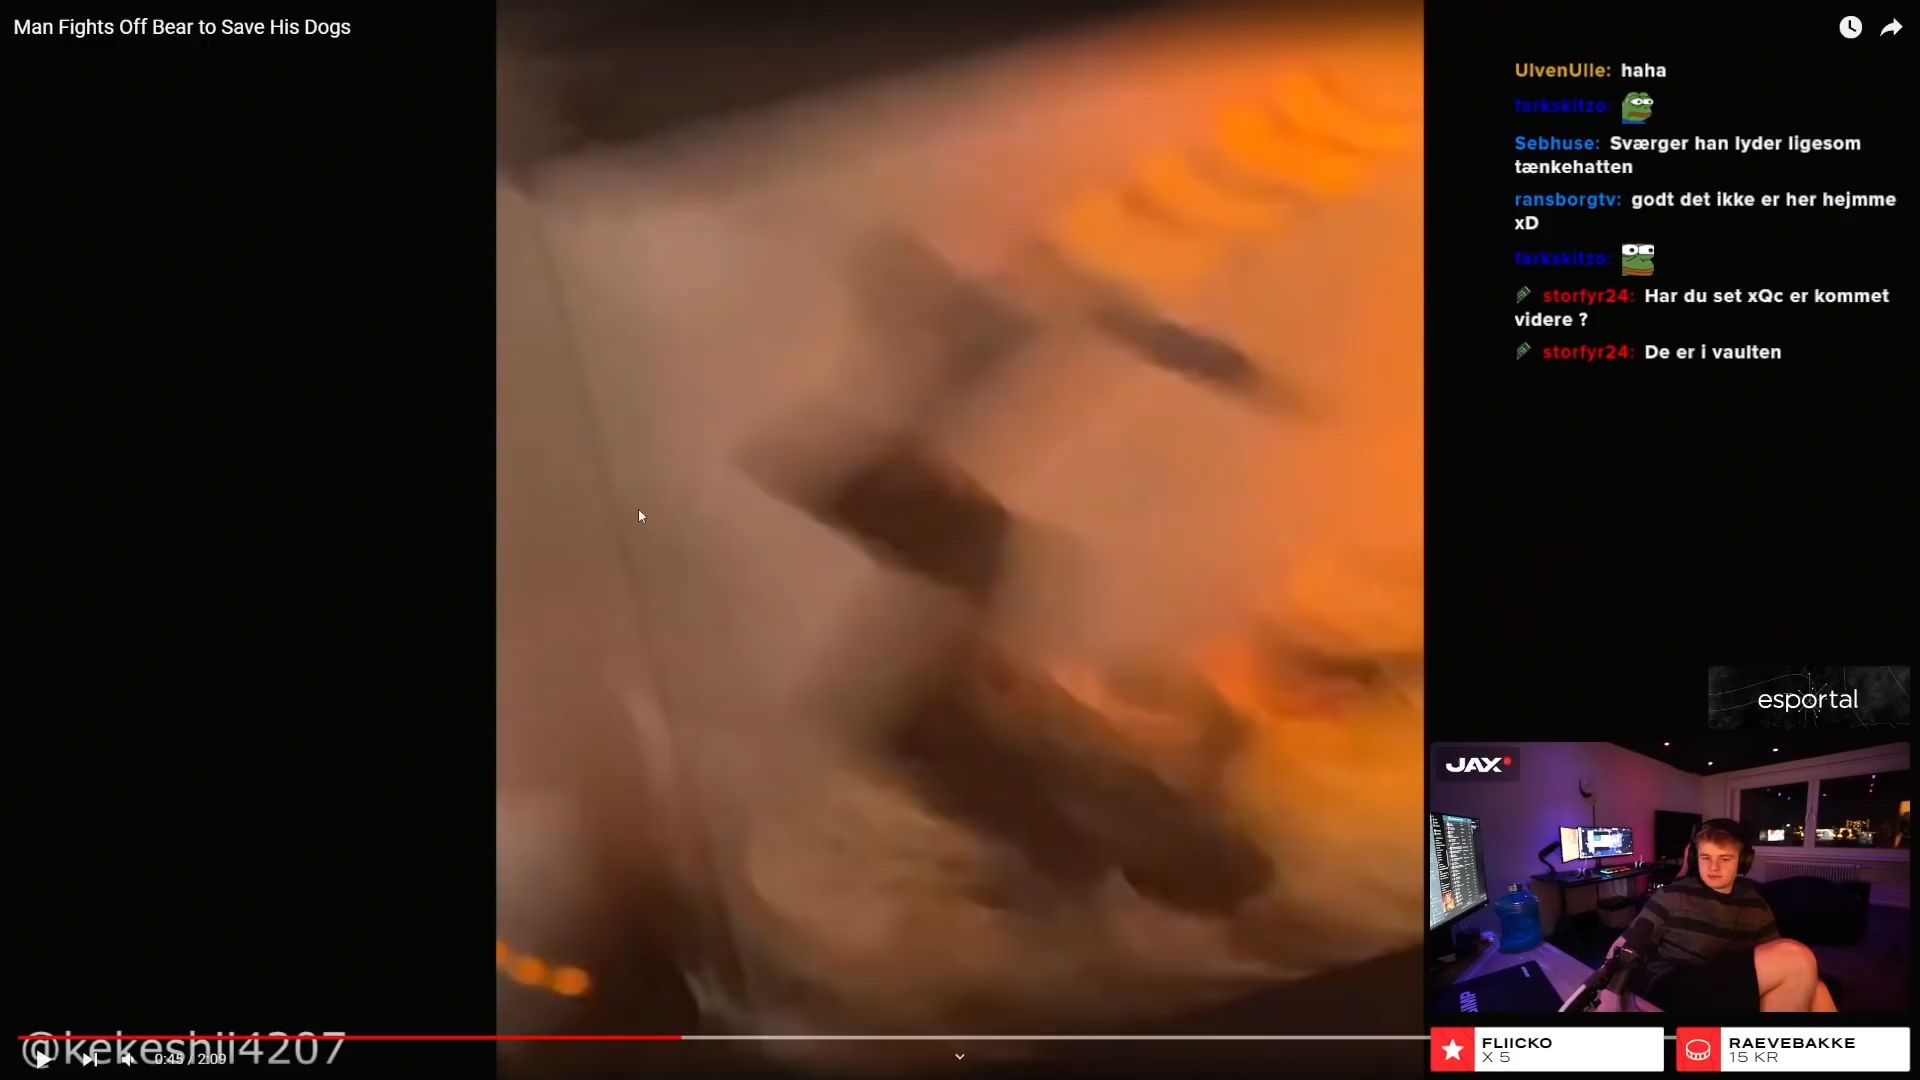 Man Fights Off Bear to Save His Dogs
UlvenUlle: haha
farkskitzo:
Sebhuse: Sværger han lyder ligesom
tænkehatten
ransborgtv: godt det ikke er her hejmme
xD
farkskitzo:
storfyr24: Har du set xQc er kommet
videre ?
storfyr24: De er i vaulten
esportal
JAX
@kekeshii4207
0:45 / 2:09
FLIICKO
X 5
RAEVEBAKKE
15 KR